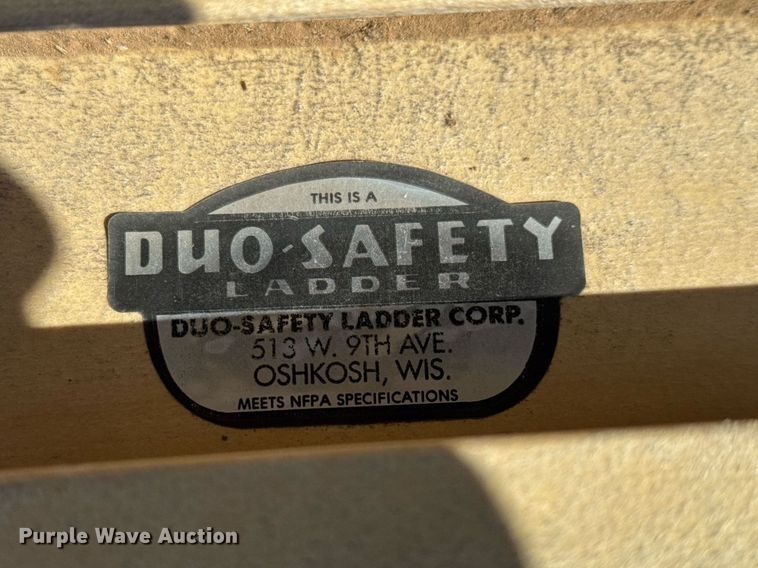 THIS IS A
DUO-SAFETY
LADDER
DUO-SAFETY LADDER CORP.
513 W. 9TH AVE.
OSHKOSH, WIS.
MEETS NFPA SPECIFICATIONS
Purple Wave Auction